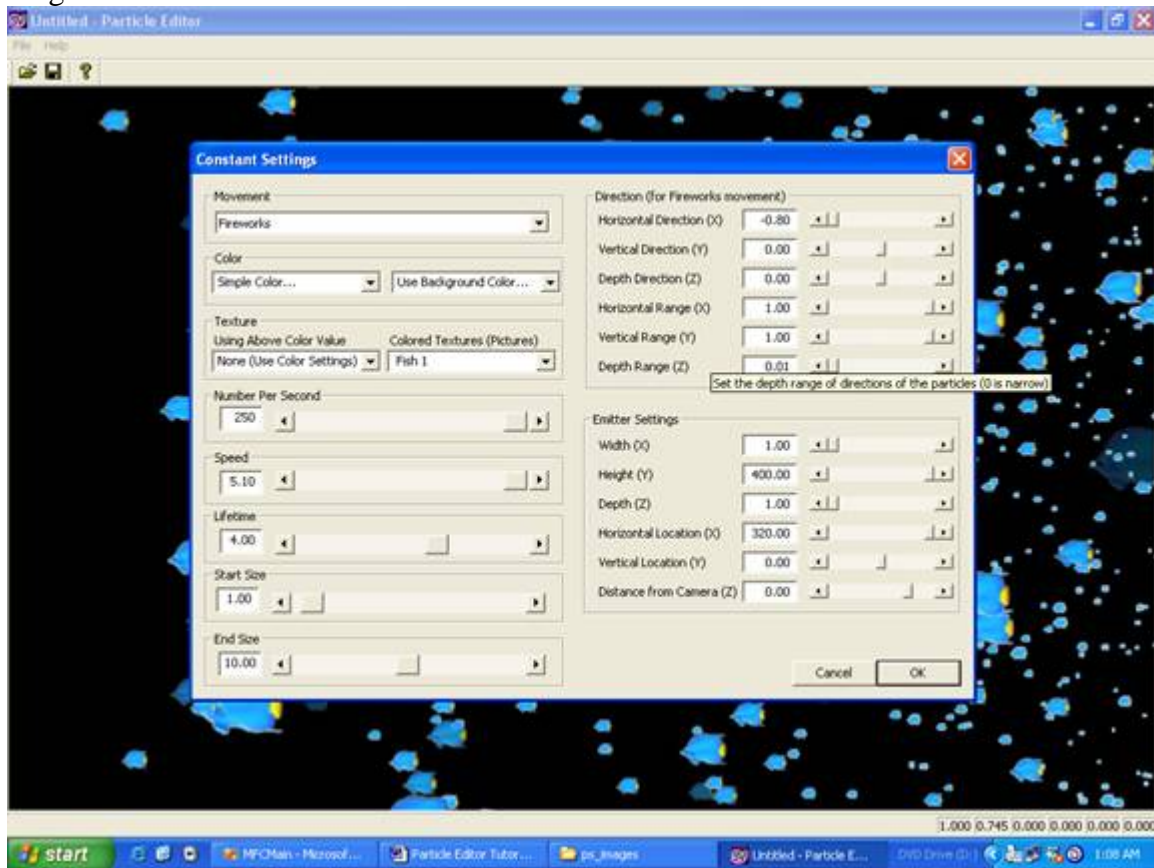 Untitled - Particle Editor
File Help
Constant Settings
Movement
Fireworks
Color
Simple Color...
Use Background Color...
Texture
Using Above Color Value
Colored Textures (Pictures)
None (Use Color Settings)
Fish 1
Number Per Second
250
Speed
5.10
Lifetime
4.00
Start Size
1.00
End Size
10.00
Direction (for Fireworks movement)
Horizontal Direction (X) -0.80
Vertical Direction (Y) 0.00
Depth Direction (Z) 0.00
Horizontal Range (X) 1.00
Vertical Range (Y) 1.00
Depth Range (Z) 0.01
Set the depth range of directions of the particles (0 is narrow)
Emitter Settings
Width (X) 1.00
Height (Y) 400.00
Depth (Z) 1.00
Horizontal Location (X) 320.00
Vertical Location (Y) 0.00
Distance from Camera (Z) 0.00
Cancel
OK
1.000 0.745 0.000 0.000 0.000 0.000
start
MFCMain - Microsof...
Particle Editor Tutor...
ps_images
Untitled - Particle E...
DVD Drive (D:)
1:08 AM